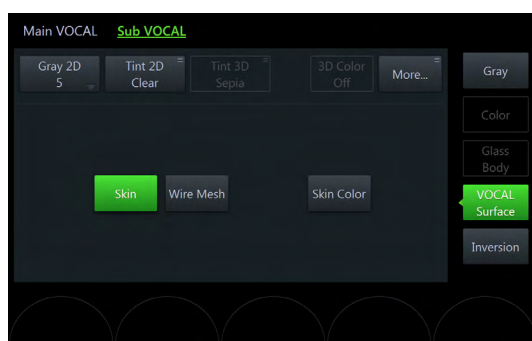 Main VOCAL Sub VOCAL
Gray 2D
5
Tint 2D
Clear
Tint 3D
Sepia
3D Color
Off
More...
Gray
Color
Glass
Body
Skin
Wire Mesh
Skin Color
VOCAL
Surface
Inversion